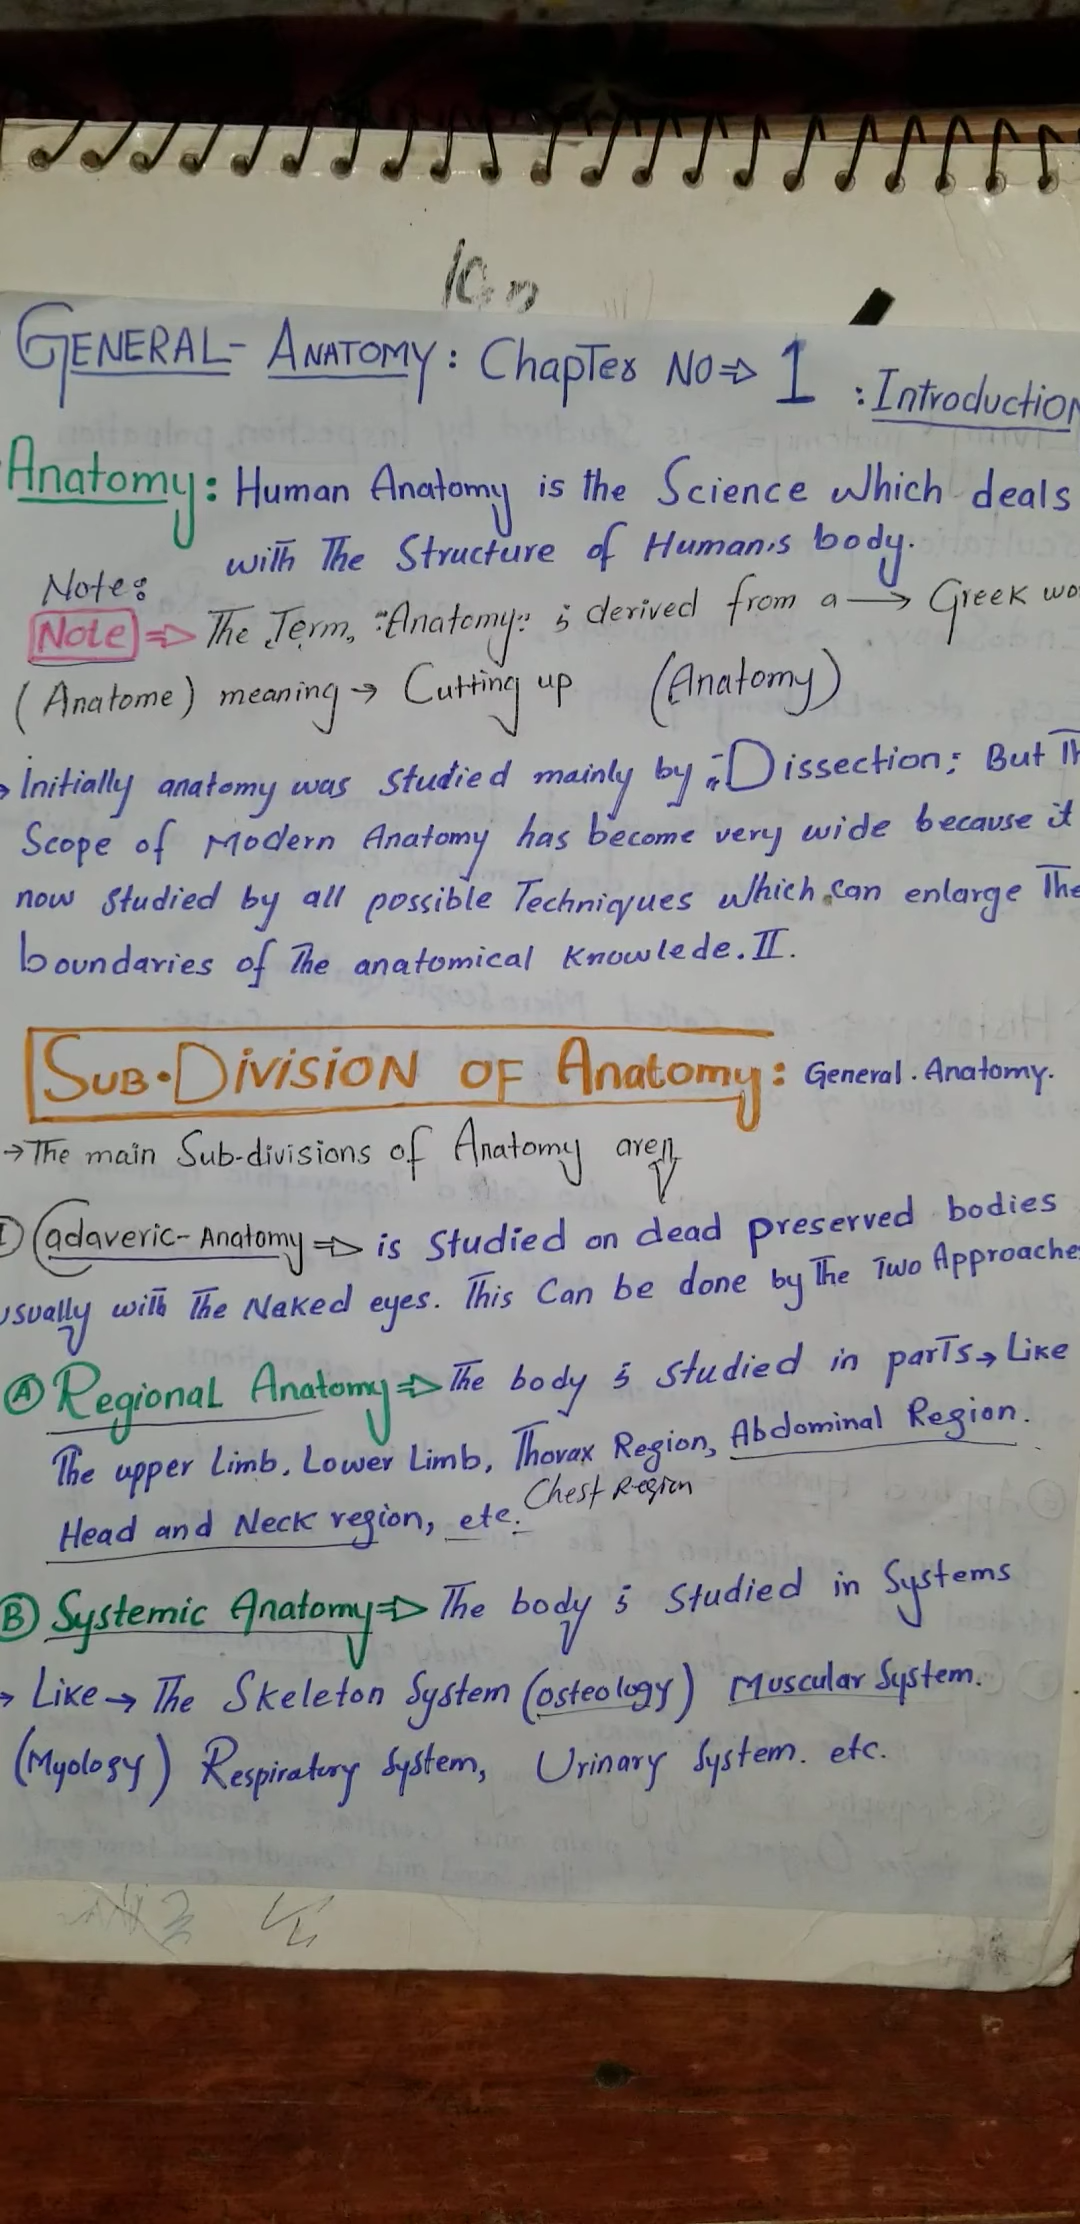 GENERAL- ANATOMY: Chapter NO⇒ 1 :Introduction
Anatomy: Human Anatomy is the Science which deals
with The Structure of Human,s body.
Note:
Note ⇒ The Term, "Anatomy" is derived from a → Greek wo
(Anatome) meaning → Cutting up (Anatomy)
→ Initially anatomy was Studied mainly by "Dissection; But Th
Scope of Modern Anatomy has become very wide because it
now studied by all possible Techniques which can enlarge The
boundaries of The anatomical Knowlede. II.
SUB-DiViSiON OF Anatomy: General. Anatomy.
→ The main Sub-divisions of Anatomy are
I) Cadaveric-Anatomy ⇒ is Studied on dead preserved bodies
usually with The Naked eyes. This Can be done by The Two Approache
A Regional Anatomy ⇒ The body is Studied in parTs → Like
The upper Limb. Lower Limb, Thorax Region, Abdominal Region.
Chest Region
Head and Neck region, etc.
B Systemic Anatomy ⇒ The body is Studied in Systems
→ Like → The Skeleton System (osteology) Muscular System.
(Myology) Respiratory System, Urinary System. etc.